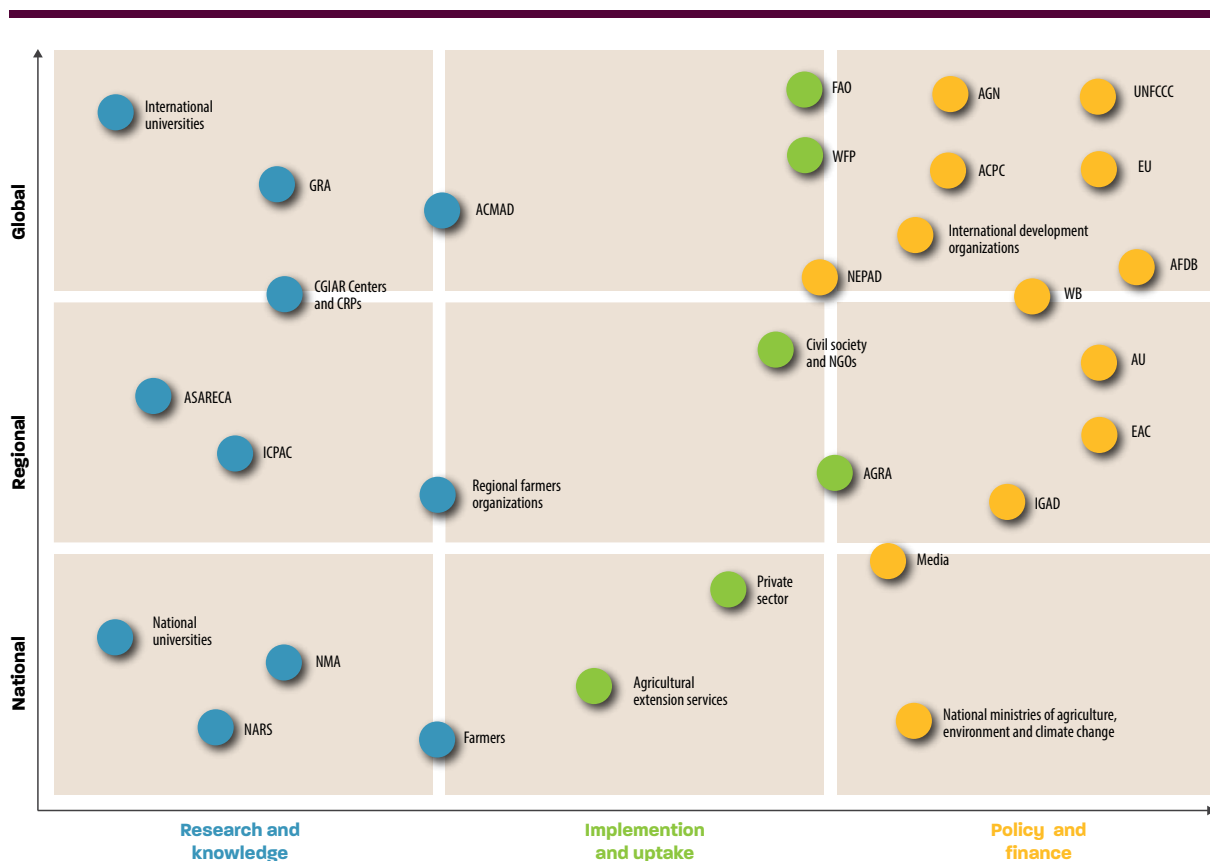 Global
International
universities
GRA
ACMAD
FAO
WFP
AGN
UNFCCC
ACPC
EU
International development
organizations
NEPAD
AFDB
WB
CGIAR Centers
and CRPs
Regional
Civil society
and NGOs
AU
ASARECA
EAC
ICPAC
AGRA
Regional farmers
organizations
IGAD
National
Media
Private
sector
National
universities
NMA
Agricultural
extension services
NARS
Farmers
National ministries of agriculture,
environment and climate change
Research and
knowledge
Implemention
and uptake
Policy and
finance